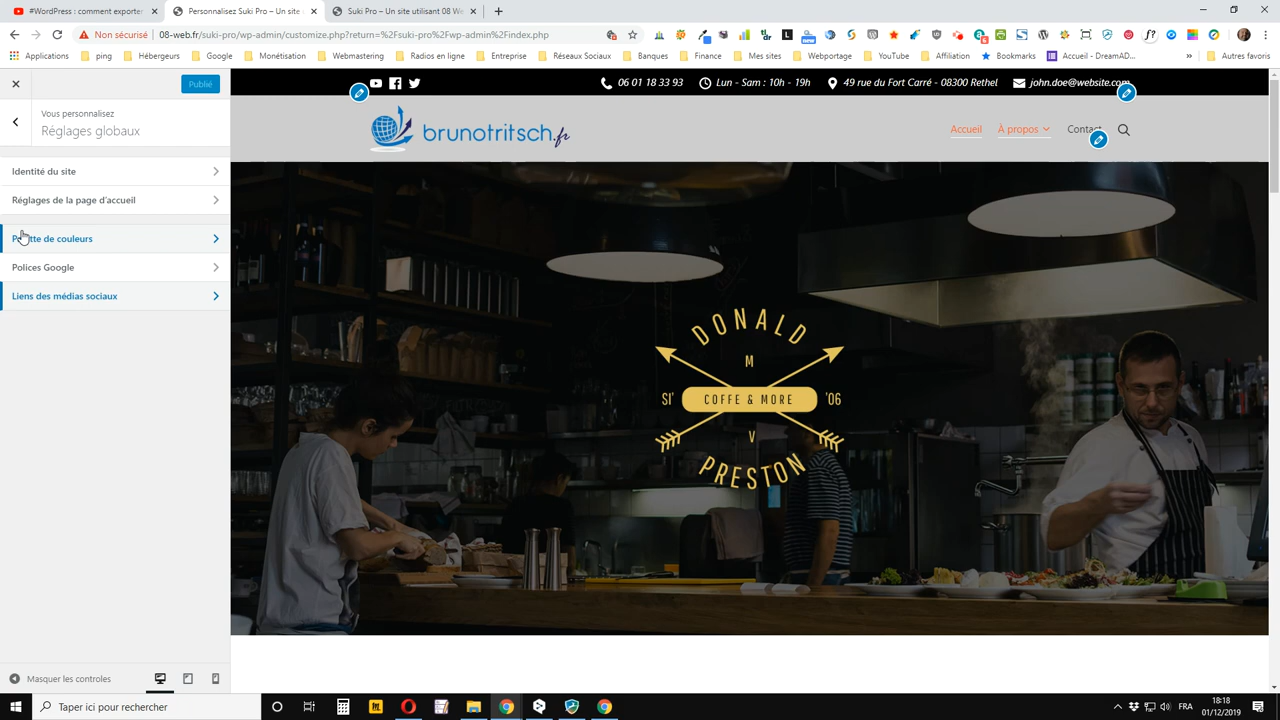 #WordPress : comment exporter
Personnalisez Suki Pro – Un site
Suki Pro – Un site utilisant 08 We
Non sécurisé
08-web.fr/suki-pro/wp-admin/customize.php?return=%2Fsuki-pro%2Fwp-admin%2Findex.php
Applications
ping
Hébergeurs
Google
Monétisation
Webmastering
Radios en ligne
Entreprise
Réseaux Sociaux
Banques
Finance
Mes sites
Webportage
YouTube
Affiliation
Bookmarks
Accueil - DreamAD...
»
Autres favoris
Publié
Vous personnalisez
Réglages globaux
Identité du site
Réglages de la page d'accueil
te de couleurs
Polices Google
Liens des médias sociaux
Masquer les contrôles
06 01 18 33 93
Lun - Sam : 10h - 19h
49 rue du Fort Carré - 08300 Rethel
john.doe@website.com
brunotritsch.fr
Accueil
À propos
Contact
DONALD
M
SI'
COFFE & MORE
'06
V
PRESTON
Taper ici pour rechercher
FRA
18:18
01/12/2019